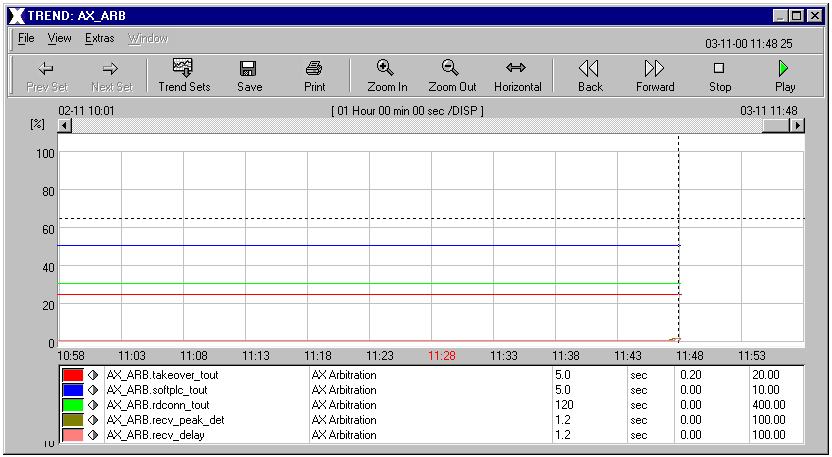 TREND: AX_ARB
File View Extras Window
03-11-00 11:48 25
Prev Set Next Set Trend Sets Save Print Zoom In Zoom Out Horizontal Back Forward Stop Play
02-11 10:01 [ 01 Hour 00 min 00 sec /DISP ] 03-11 11:48
[%]
100
80
60
40
20
0
10:58 11:03 11:08 11:13 11:18 11:23 11:28 11:33 11:38 11:43 11:48 11:53
AX_ARB.takeover_tout AX Arbitration 5.0 sec 0.20 20.00
AX_ARB.softplc_tout AX Arbitration 5.0 sec 0.00 10.00
AX_ARB.rdconn_tout AX Arbitration 120 sec 0.00 400.00
AX_ARB.recv_peak_det AX Arbitration 1.2 sec 0.00 100.00
AX_ARB.recv_delay AX Arbitration 1.2 sec 0.00 100.00